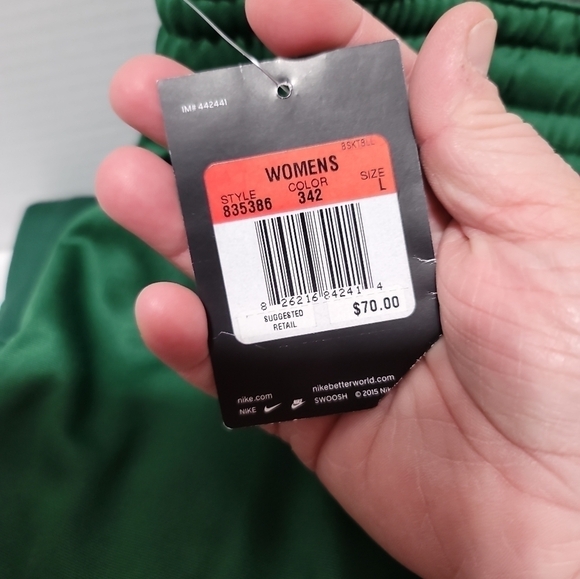 IM# 442441
BSKTBLL
WOMENS
STYLE COLOR SIZE
835386 342 L
8 26216 84241 4
SUGGESTED
RETAIL
$70.00
nike.com nikebetterworld.com
NIKE SWOOSH © 2015